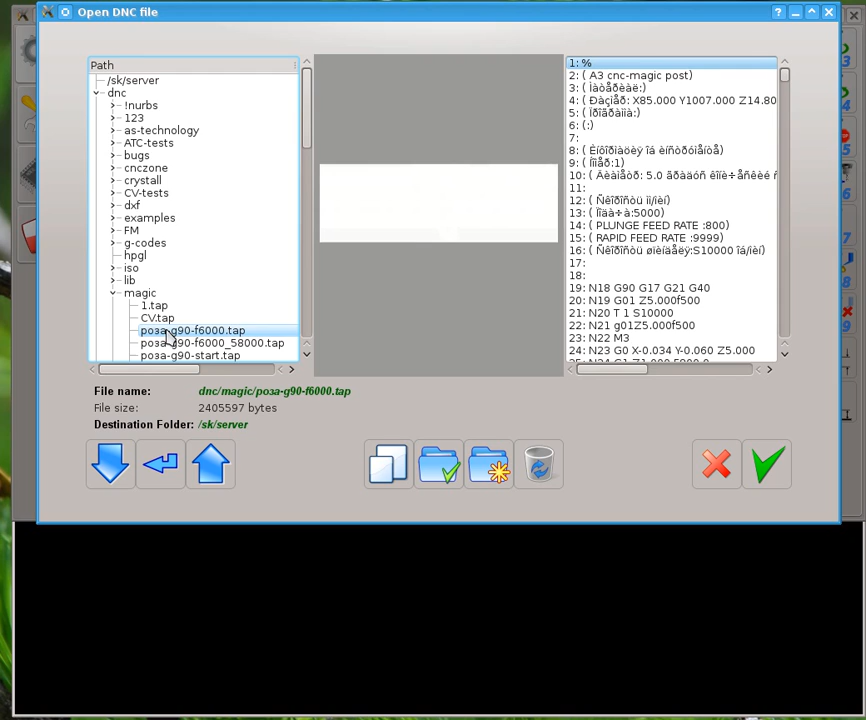 Open DNC file
Path
/sk/server
dnc
!nurbs
123
as-technology
ATC-tests
bugs
cnczone
crystall
CV-tests
dxf
examples
FM
g-codes
hpgl
iso
lib
magic
1.tap
CV.tap
роза-g90-f6000.tap
роза-g90-f6000_58000.tap
роза-g90-start.tap
1: %
2: ( A3 cnc-magic post)
3: ( Ìàòåðèàë:)
4: ( Ðàçìåð: X85.000 Y1007.000 Z14.80
5: ( Ïðîãðàììà:)
6: (:)
7:
8: ( Èíôîðìàöèÿ îá èíñòðóìåíòå)
9: ( Íîìåð:1)
10: ( Äèàìåòð: 5.0
11:
12: ( Ñêîðîñòü ìì/ìèí)
13: ( Ïîäà÷à:5000)
14: ( PLUNGE FEED RATE :800)
15: ( RAPID FEED RATE :9999)
16: ( Ñêîðîñòü øïèíäåëÿ:S10000 îá/ìèí)
17:
18:
19: N18 G90 G17 G21 G40
20: N19 G01 Z5.000f500
21: N20 T 1 S10000
22: N21 g01Z5.000f500
23: N22 M3
24: N23 G0 X-0.034 Y-0.060 Z5.000
File name: dnc/magic/роза-g90-f6000.tap
File size: 2405597 bytes
Destination Folder: /sk/server